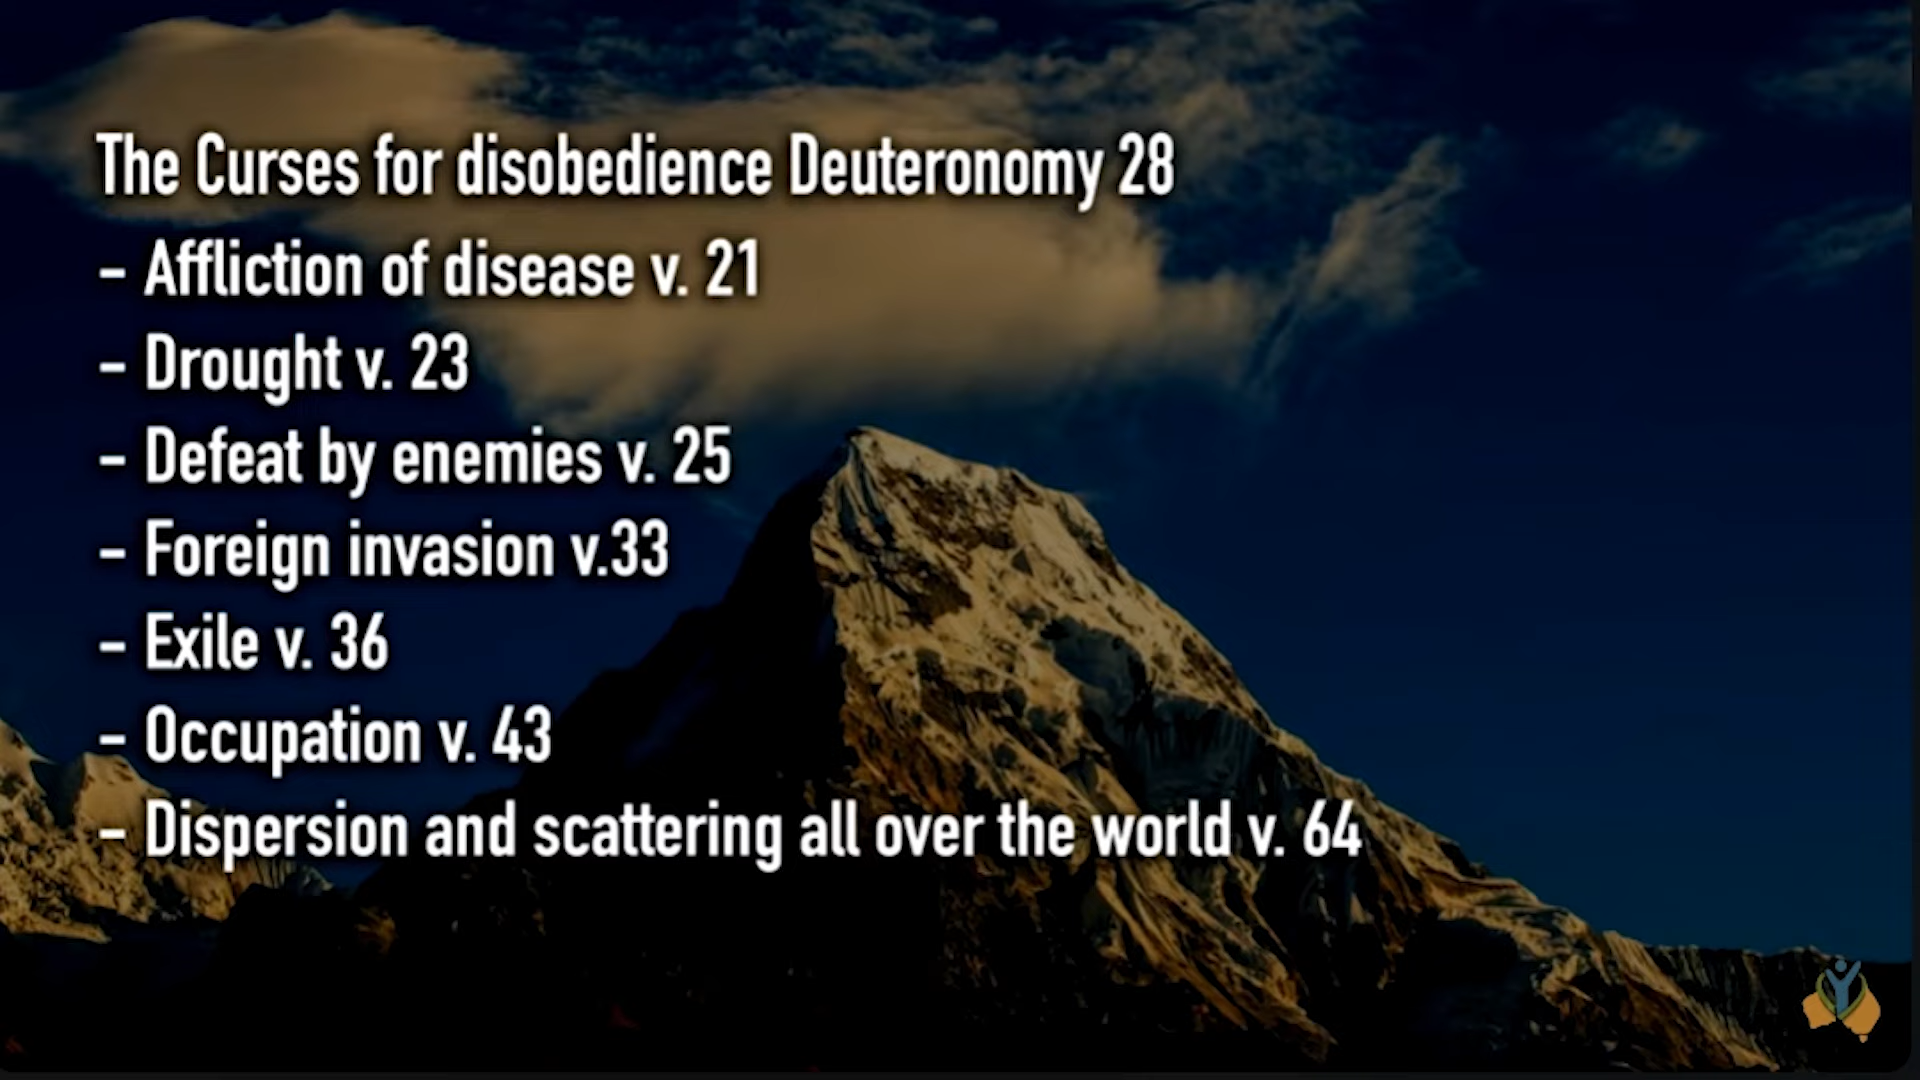 The Curses for disobedience Deuteronomy 28
- Affliction of disease v. 21
- Drought v. 23
- Defeat by enemies v. 25
- Foreign invasion v.33
- Exile v. 36
- Occupation v. 43
- Dispersion and scattering all over the world v. 64